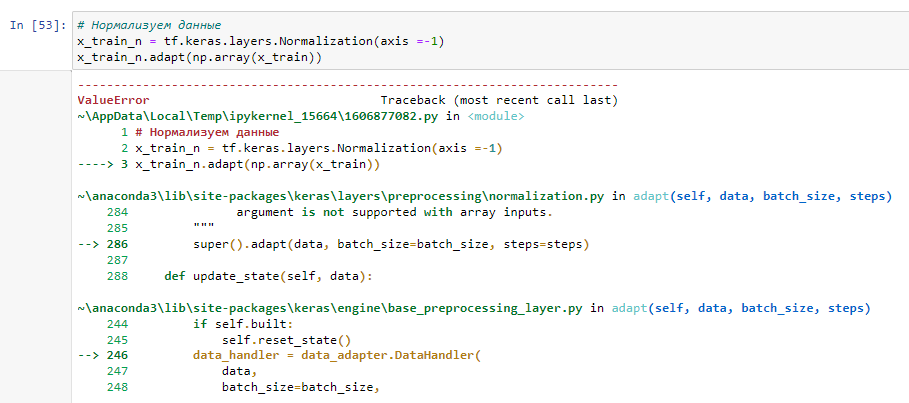 In [53]: # Нормализуем данные
x_train_n = tf.keras.layers.Normalization(axis =-1)
x_train_n.adapt(np.array(x_train))
---------------------------------------------------------------------------
ValueError                                Traceback (most recent call last)
~\AppData\Local\Temp\ipykernel_15664\1606877082.py in <module>
      1 # Нормализуем данные
      2 x_train_n = tf.keras.layers.Normalization(axis =-1)
----> 3 x_train_n.adapt(np.array(x_train))

~\anaconda3\lib\site-packages\keras\layers\preprocessing\normalization.py in adapt(self, data, batch_size, steps)
    284               argument is not supported with array inputs.
    285         """
--> 286         super().adapt(data, batch_size=batch_size, steps=steps)
    287
    288     def update_state(self, data):

~\anaconda3\lib\site-packages\keras\engine\base_preprocessing_layer.py in adapt(self, data, batch_size, steps)
    244         if self.built:
    245             self.reset_state()
--> 246         data_handler = data_adapter.DataHandler(
    247             data,
    248             batch_size=batch_size,